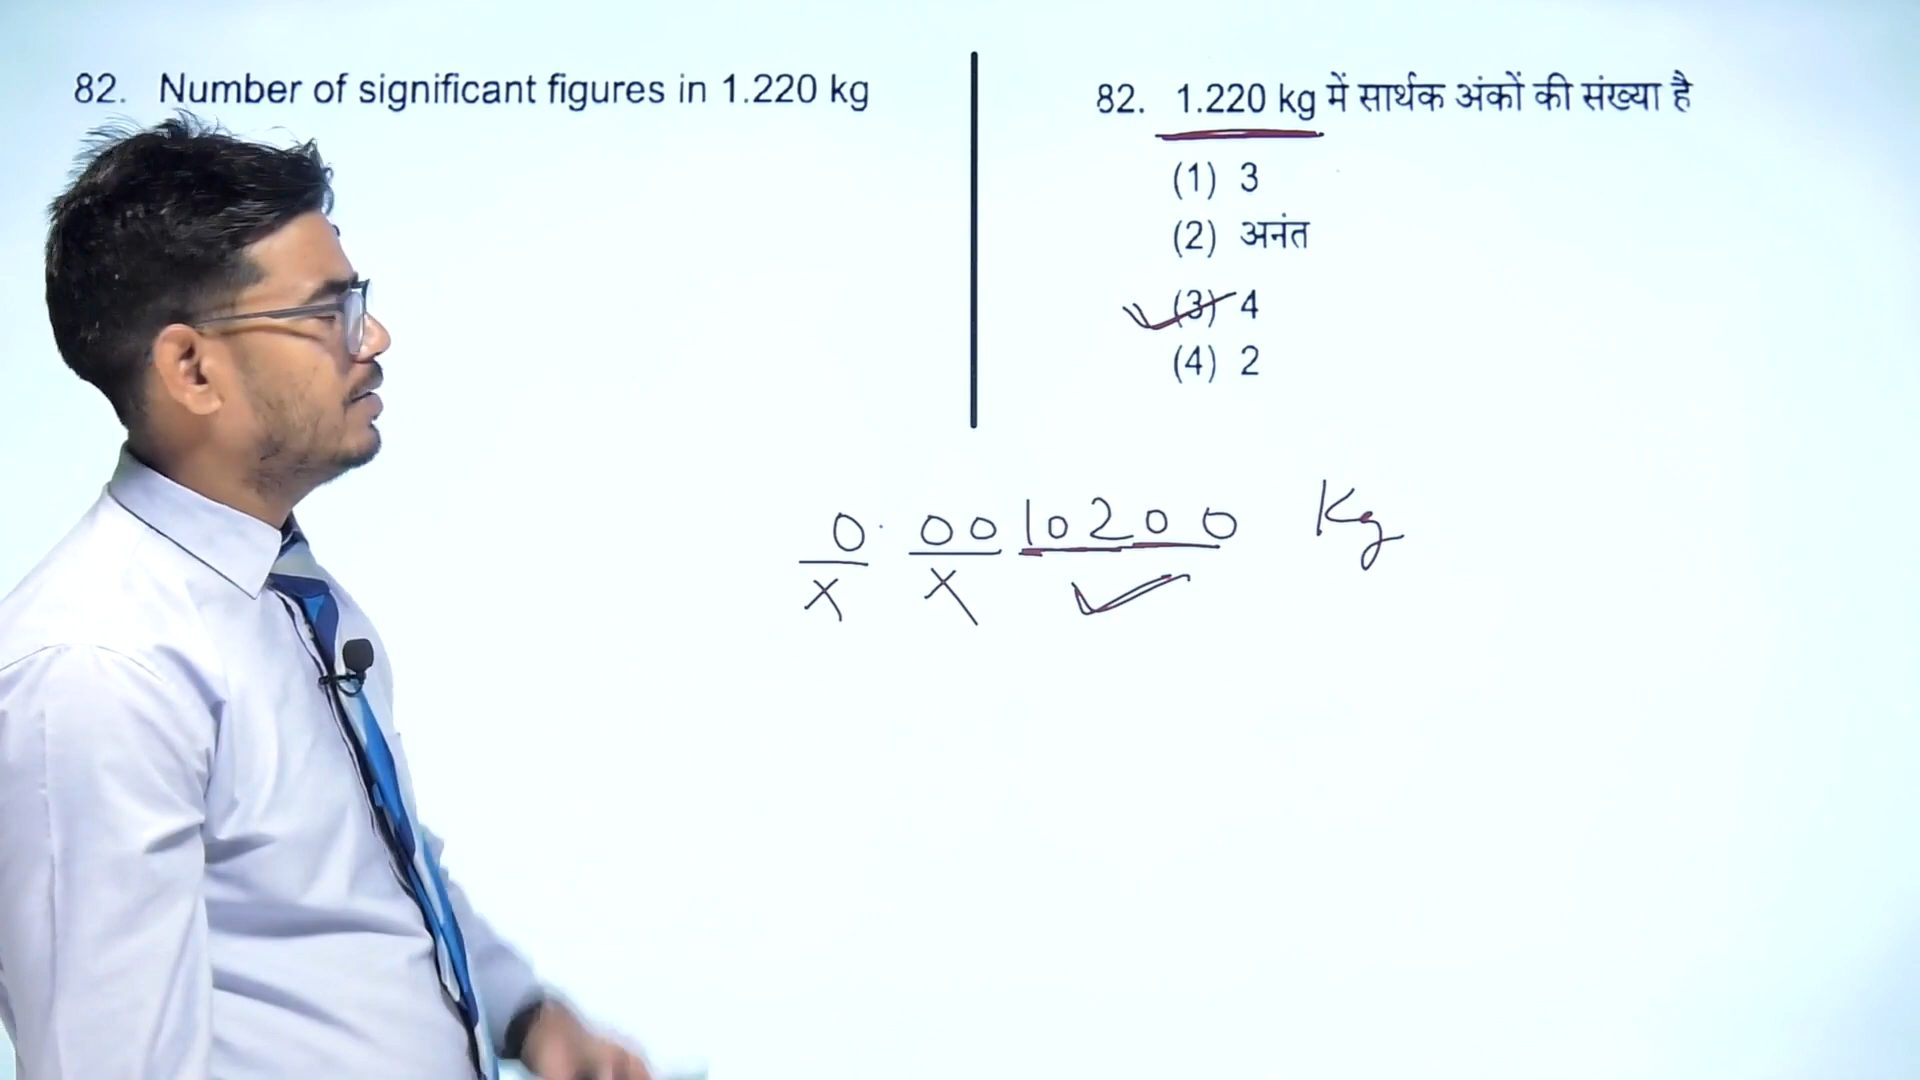 82. Number of significant figures in 1.220 kg
82. 1.220 kg में सार्थक अंकों की संख्या है
(1) 3
(2) अनंत
(3) 4
(4) 2
0.0010200 Kg
x x ✓